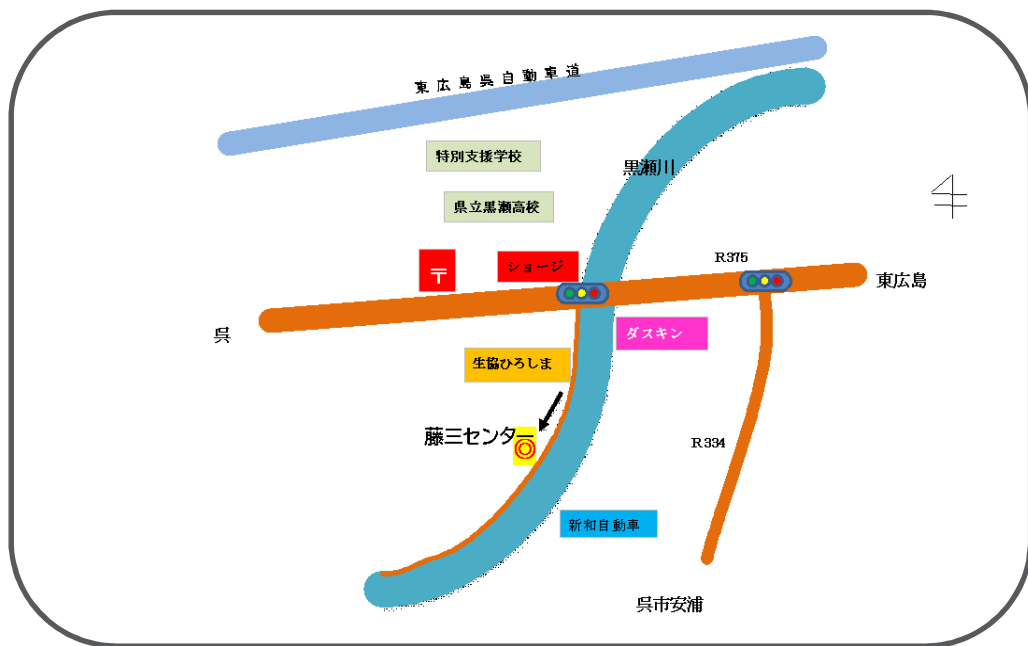 東広島呉自動車道
特別支援学校
黒瀬川
県立黒瀬高校
R375
〒
ショージ
東広島
呉
ダスキン
生協ひろしま
藤三センター
R334
新和自動車
呉市安浦